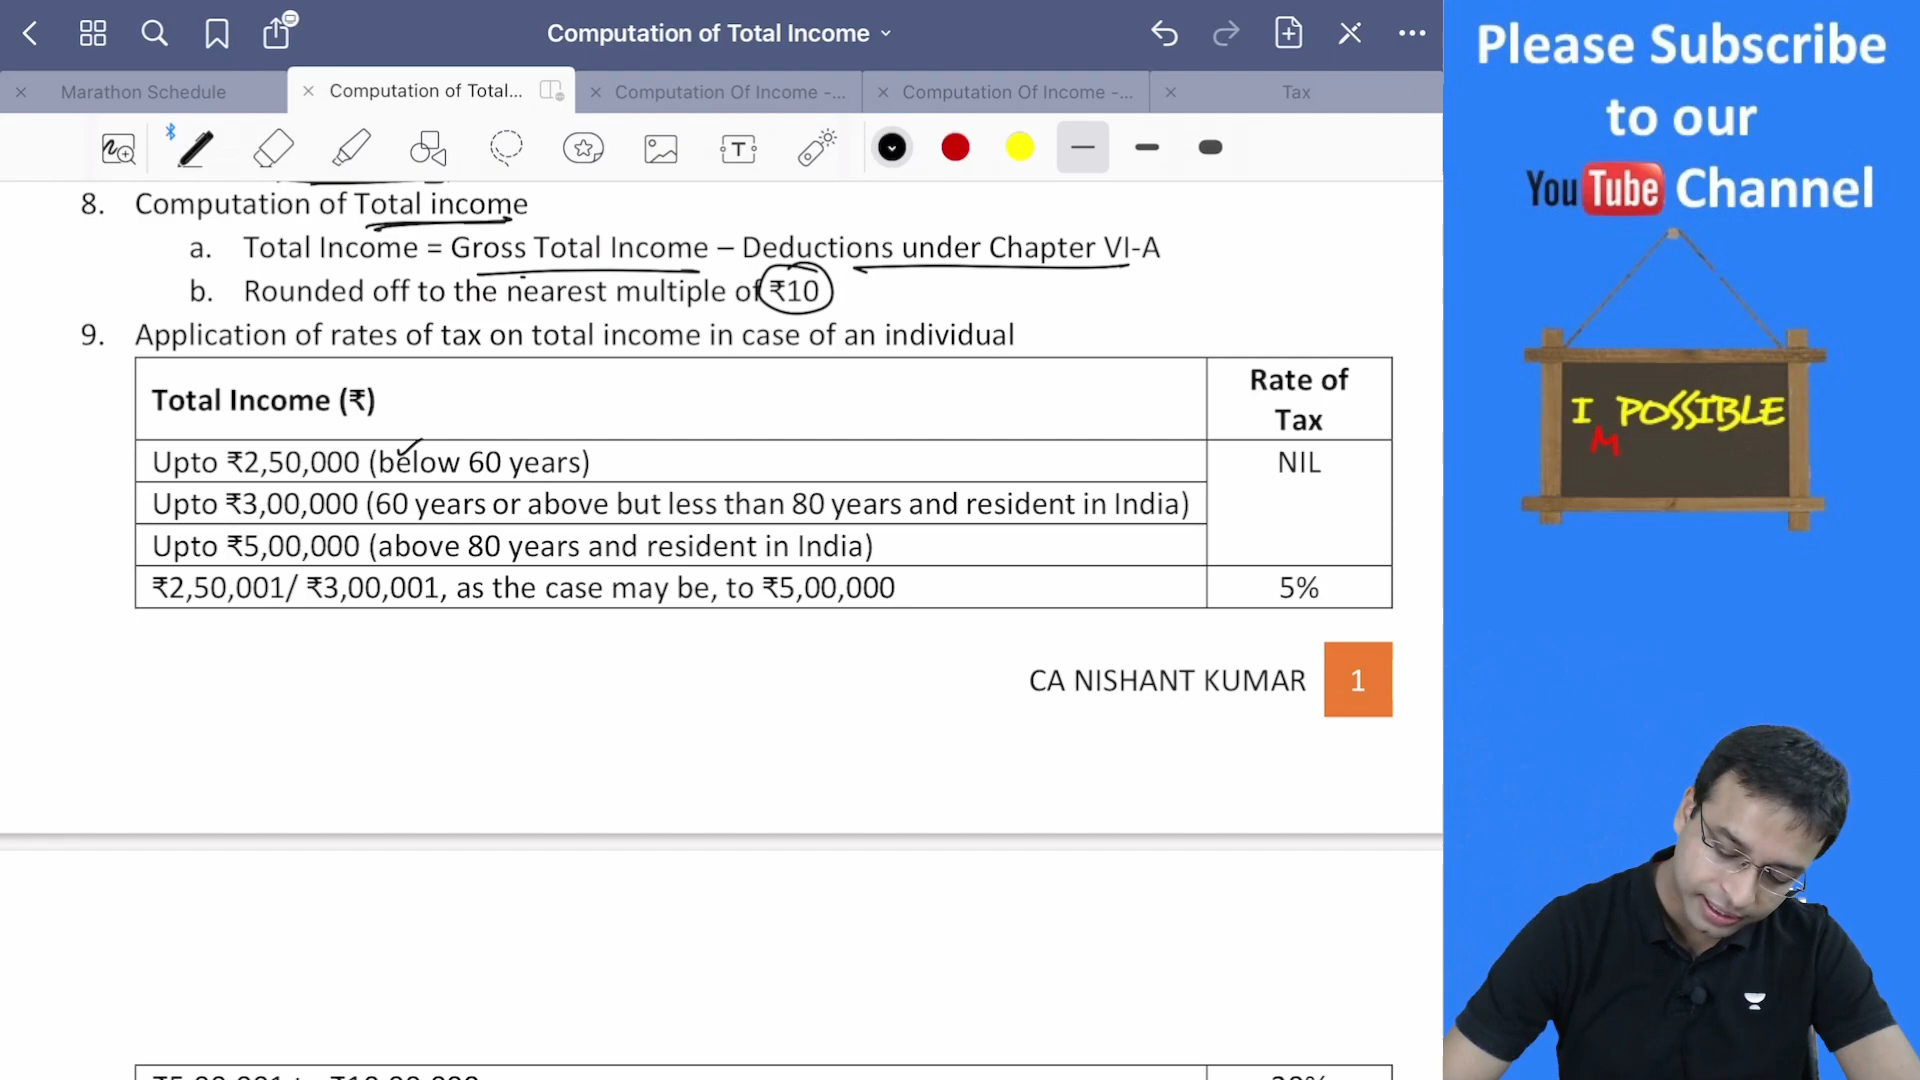 Computation of Total Income
Marathon Schedule
Computation of Total...
Computation Of Income -...
Computation Of Income -...
Tax
T
8. Computation of Total income
a. Total Income = Gross Total Income – Deductions under Chapter VI-A
b. Rounded off to the nearest multiple of ₹10
9. Application of rates of tax on total income in case of an individual
Total Income (₹)
Rate of
Tax
Upto ₹2,50,000 (below 60 years)
NIL
Upto ₹3,00,000 (60 years or above but less than 80 years and resident in India)
Upto ₹5,00,000 (above 80 years and resident in India)
₹2,50,001/ ₹3,00,001, as the case may be, to ₹5,00,000
5%
CA NISHANT KUMAR 1
Please Subscribe
to our
YouTube Channel
I POSSIBLE
M